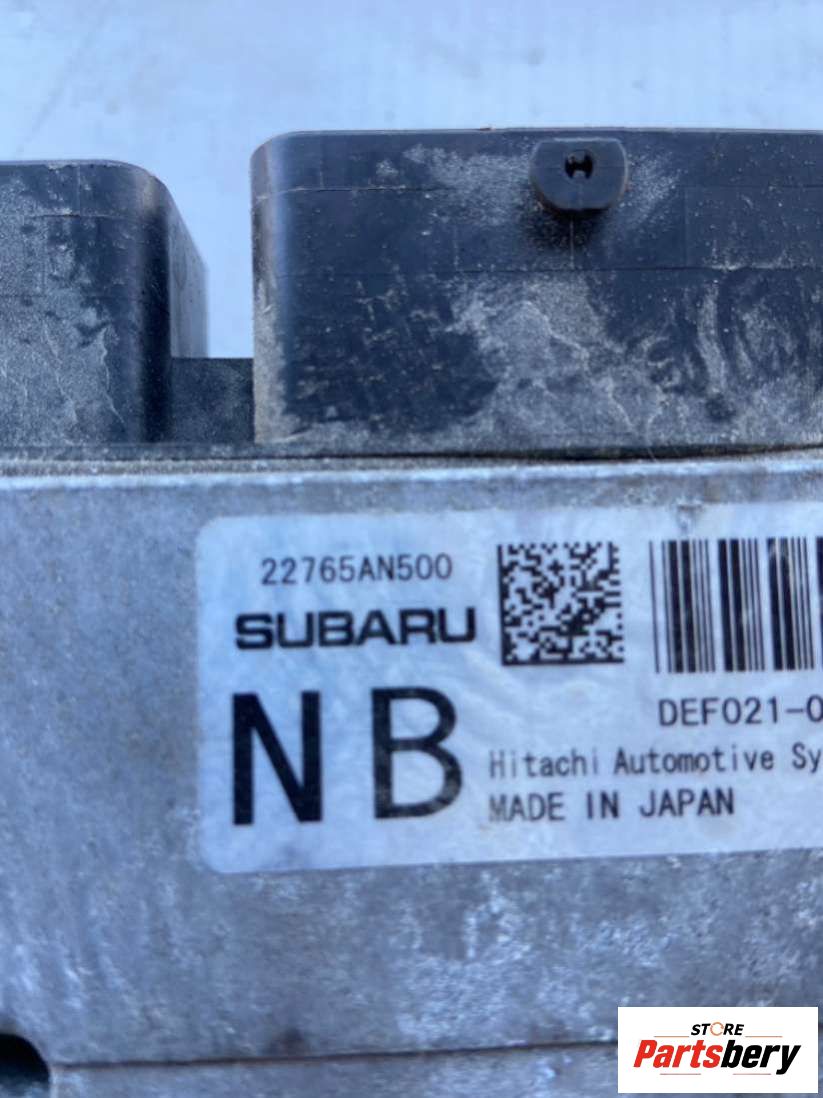 22765AN500
SUBARU
NB
DEF021-0
Hitachi Automotive Sy
MADE IN JAPAN
STORE
Partsbery